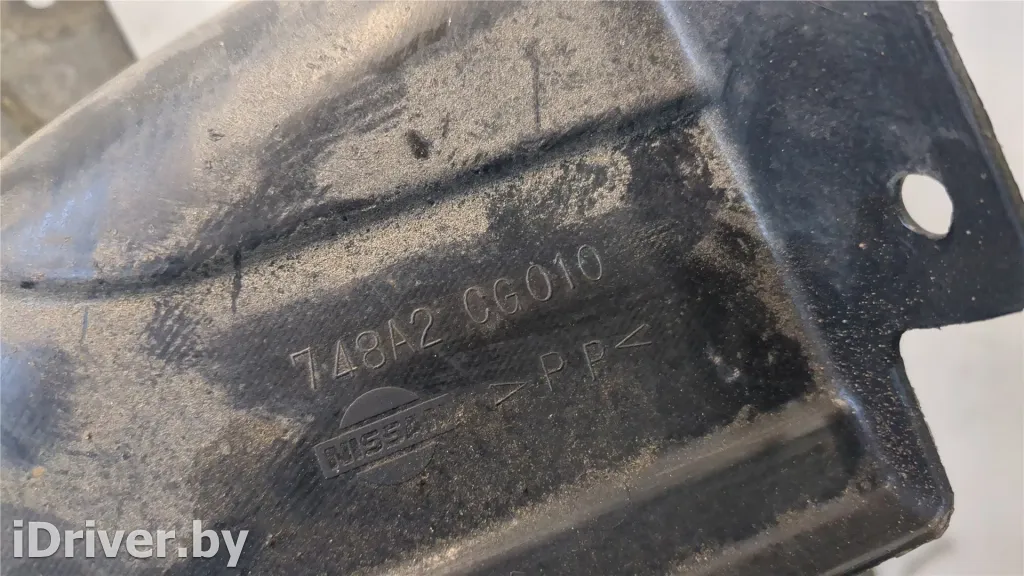 748A2 CG010
>PP<
NISSAN
iDriver.by